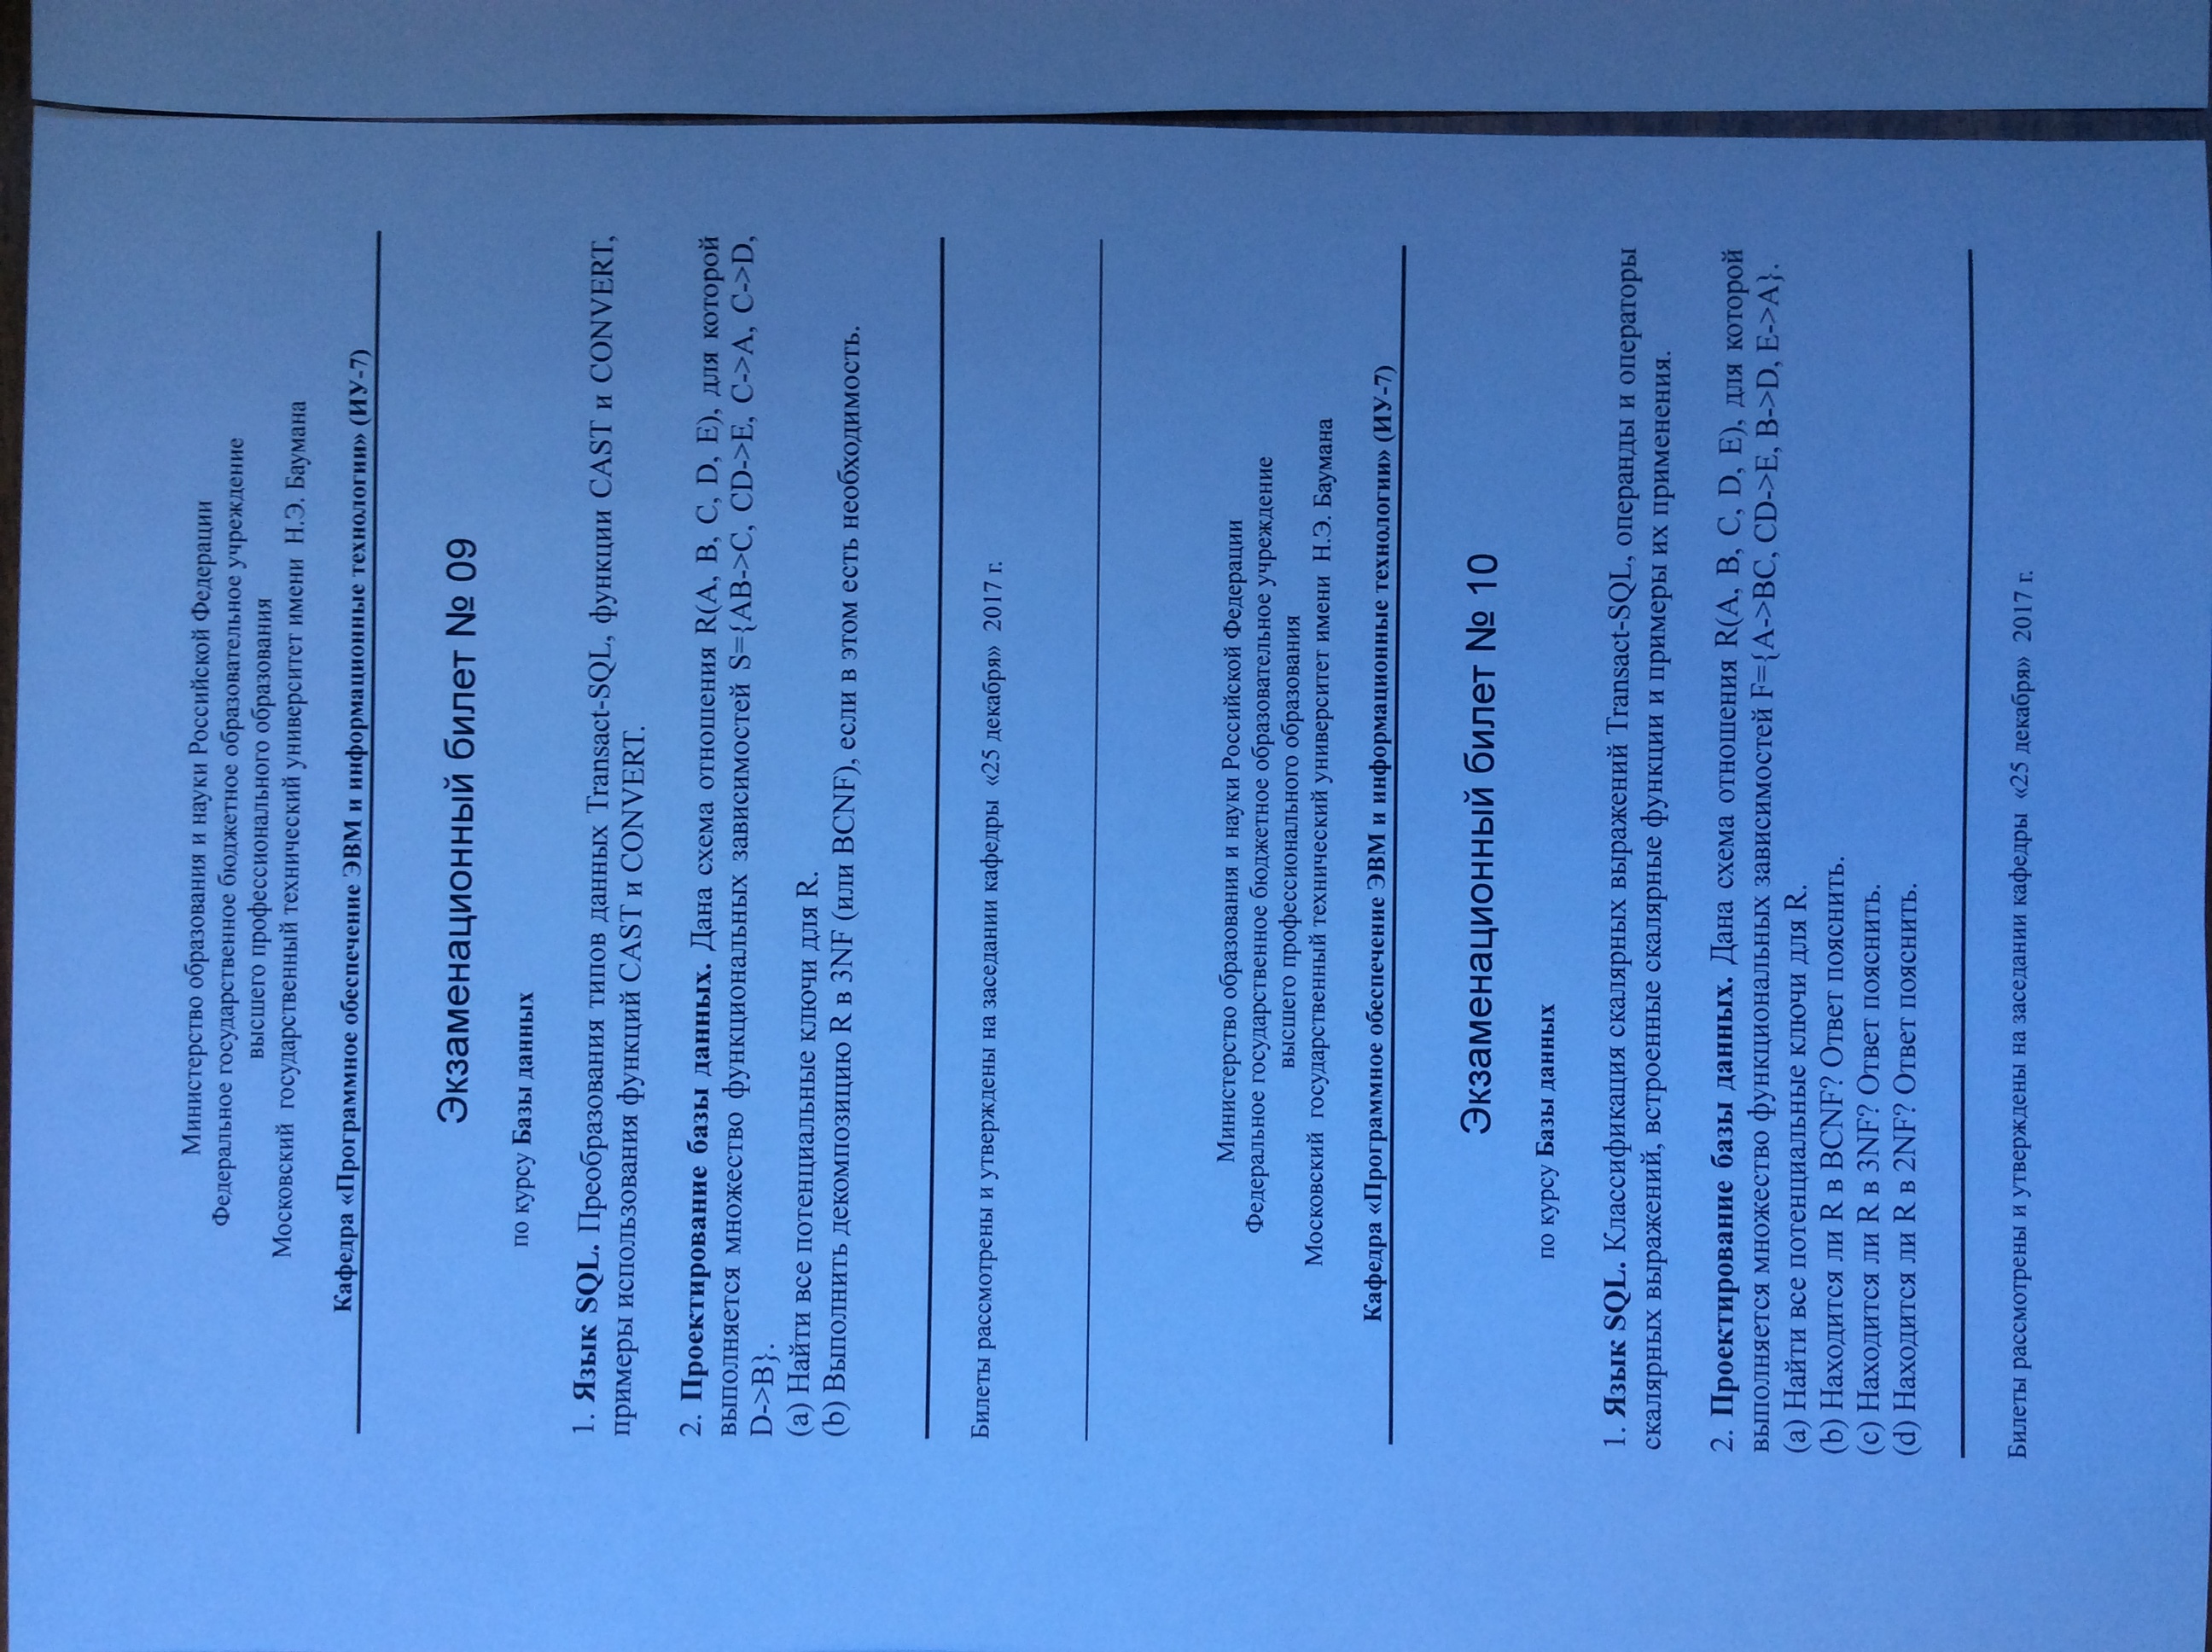 Министерство образования и науки Российской Федерации
Федеральное государственное бюджетное образовательное учреждение
высшего профессионального образования
Московский государственный технический университет имени Н.Э. Баумана
Кафедра «Программное обеспечение ЭВМ и информационные технологии» (ИУ-7)
Экзаменационный билет № 09
по курсу Базы данных
1. Язык SQL. Преобразования типов данных Transact-SQL, функции CAST и CONVERT,
примеры использования функций CAST и CONVERT.
2. Проектирование базы данных. Дана схема отношения R(A, B, C, D, E), для которой
выполняется множество функциональных зависимостей S={AB->C, CD->E, C->A, C->D,
D->B}.
(a) Найти все потенциальные ключи для R.
(b) Выполнить декомпозицию R в 3NF (или BCNF), если в этом есть необходимость.
Билеты рассмотрены и утверждены на заседании кафедры «25 декабря» 2017 г.
Министерство образования и науки Российской Федерации
Федеральное государственное бюджетное образовательное учреждение
высшего профессионального образования
Московский государственный технический университет имени Н.Э. Баумана
Кафедра «Программное обеспечение ЭВМ и информационные технологии» (ИУ-7)
Экзаменационный билет № 10
по курсу Базы данных
1. Язык SQL. Классификация скалярных выражений Transact-SQL, операнды и операторы
скалярных выражений, встроенные скалярные функции и примеры их применения.
2. Проектирование базы данных. Дана схема отношения R(A, B, C, D, E), для которой
выполняется множество функциональных зависимостей F={A->BC, CD->E, B->D, E->A}.
(a) Найти все потенциальные ключи для R.
(b) Находится ли R в BCNF? Ответ пояснить.
(c) Находится ли R в 3NF? Ответ пояснить.
(d) Находится ли R в 2NF? Ответ пояснить.
Билеты рассмотрены и утверждены на заседании кафедры «25 декабря» 2017 г.